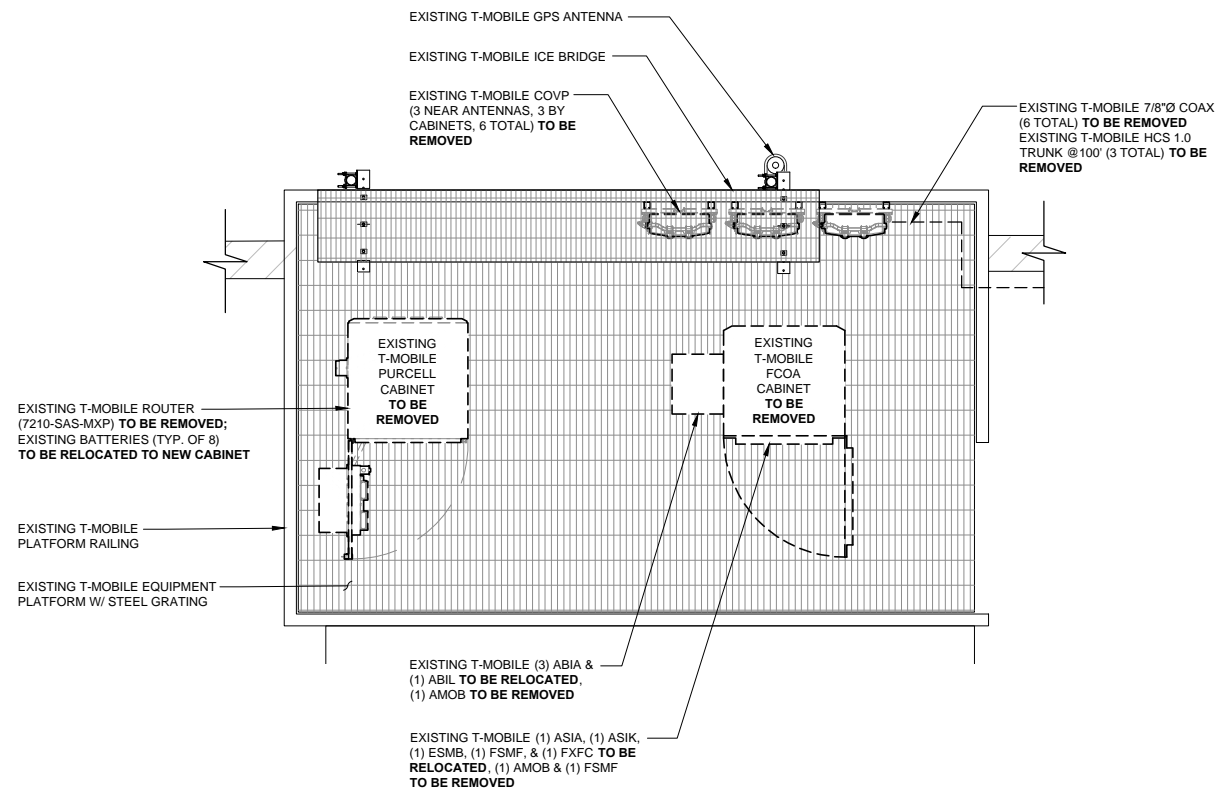 EXISTING T-MOBILE GPS ANTENNA
EXISTING T-MOBILE ICE BRIDGE
EXISTING T-MOBILE COVP
(3 NEAR ANTENNAS, 3 BY
CABINETS, 6 TOTAL) TO BE
REMOVED
EXISTING T-MOBILE 7/8"Ø COAX
(6 TOTAL) TO BE REMOVED
EXISTING T-MOBILE HCS 1.0
TRUNK @100' (3 TOTAL) TO BE
REMOVED
EXISTING
T-MOBILE
PURCELL
CABINET
TO BE
REMOVED
EXISTING
T-MOBILE
FCOA
CABINET
TO BE
REMOVED
EXISTING T-MOBILE ROUTER
(7210-SAS-MXP) TO BE REMOVED;
EXISTING BATTERIES (TYP. OF 8)
TO BE RELOCATED TO NEW CABINET
EXISTING T-MOBILE
PLATFORM RAILING
EXISTING T-MOBILE EQUIPMENT
PLATFORM W/ STEEL GRATING
EXISTING T-MOBILE (3) ABIA &
(1) ABIL TO BE RELOCATED,
(1) AMOB TO BE REMOVED
EXISTING T-MOBILE (1) ASIA, (1) ASIK,
(1) ESMB, (1) FSMF, & (1) FXFC TO BE
RELOCATED, (1) AMOB & (1) FSMF
TO BE REMOVED